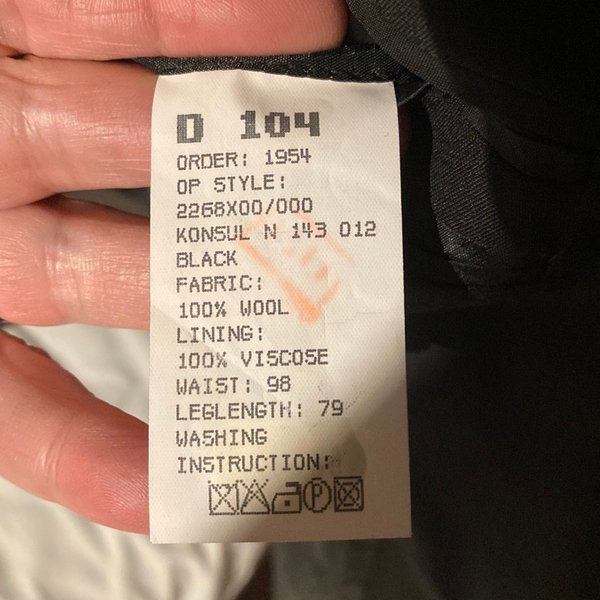 D 104
ORDER: 1954
OP STYLE:
2268X00/000
KONSUL N 143 012
BLACK
FABRIC:
100% WOOL
LINING:
100% VISCOSE
WAIST: 98
LEGLENGTH: 79
WASHING
INSTRUCTION:
P